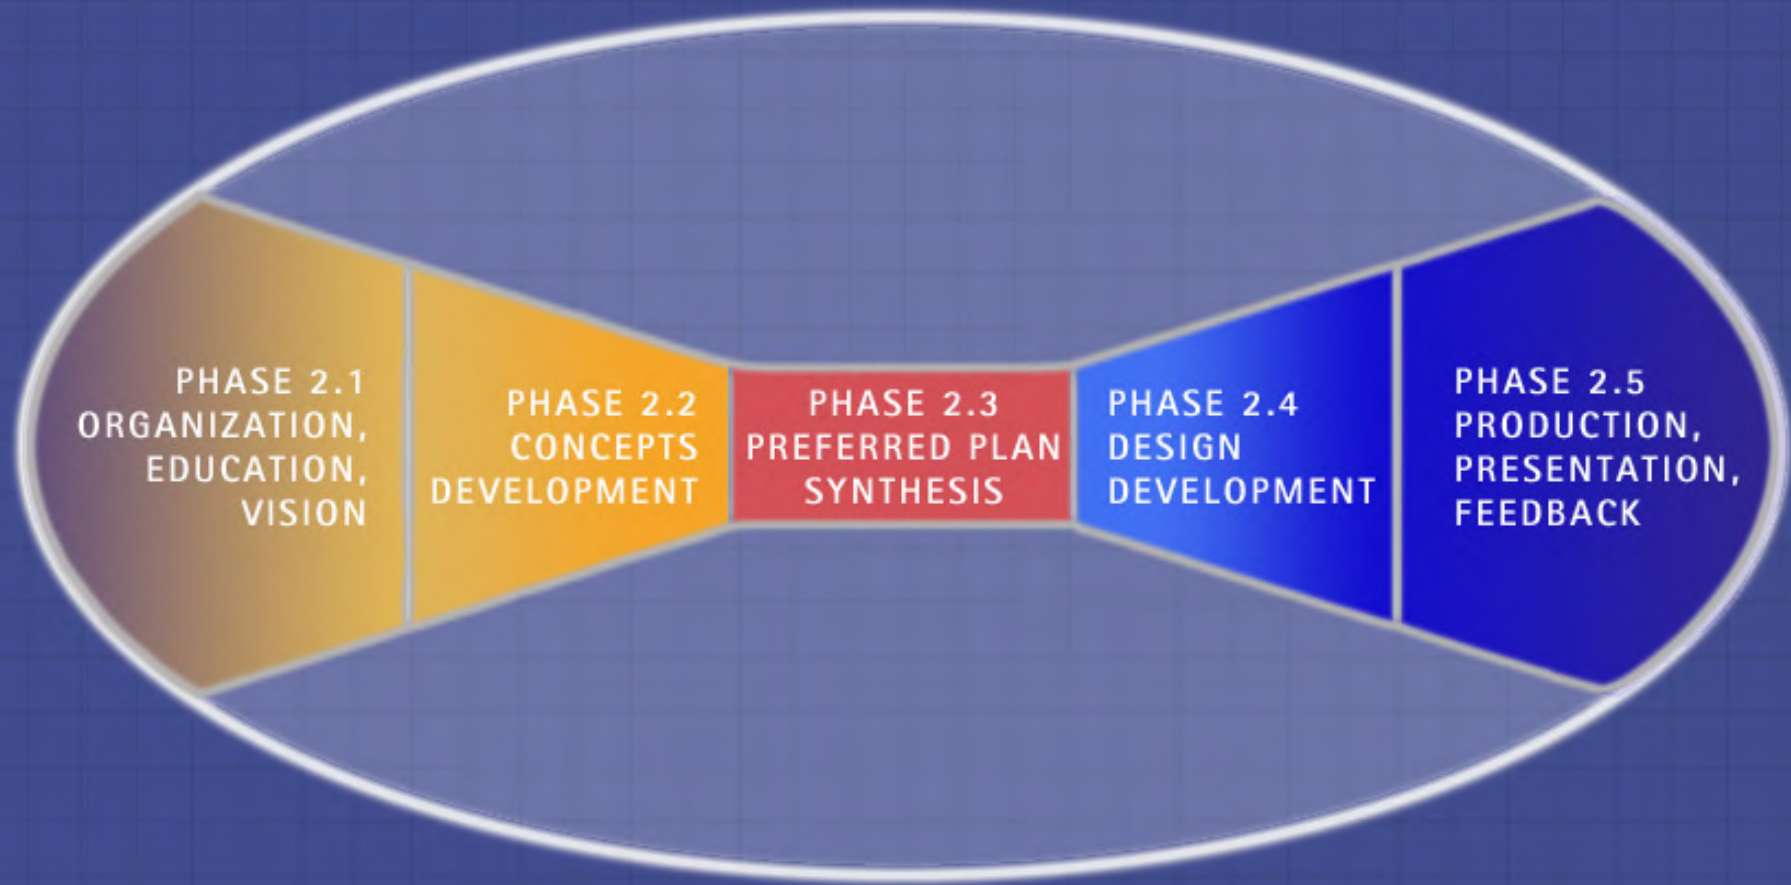 PHASE 2.1
ORGANIZATION,
EDUCATION,
VISION
PHASE 2.2
CONCEPTS
DEVELOPMENT
PHASE 2.3
PREFERRED PLAN
SYNTHESIS
PHASE 2.4
DESIGN
DEVELOPMENT
PHASE 2.5
PRODUCTION,
PRESENTATION,
FEEDBACK